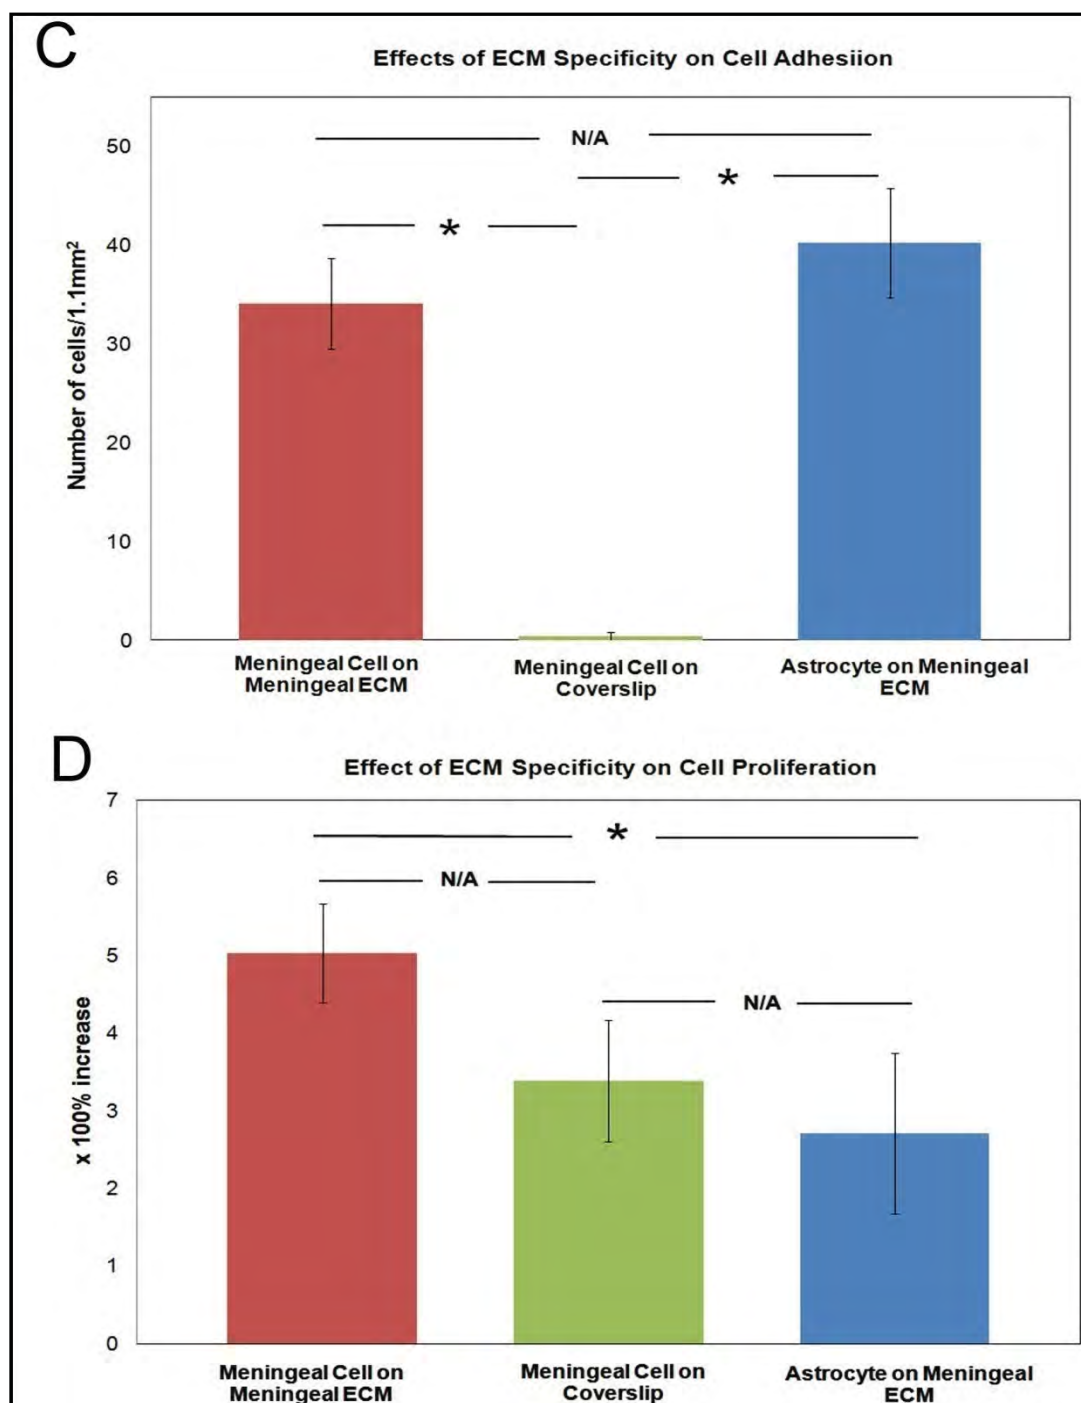 C
Effects of ECM Specificity on Cell Adhesiion
Number of cells/1.1mm²
50
40
30
20
10
0
N/A
*
*
Meningeal Cell on
Meningeal ECM
Meningeal Cell on
Coverslip
Astrocyte on Meningeal
ECM
D
Effect of ECM Specificity on Cell Proliferation
x 100% increase
7
6
5
4
3
2
1
0
*
N/A
N/A
Meningeal Cell on
Meningeal ECM
Meningeal Cell on
Coverslip
Astrocyte on Meningeal
ECM